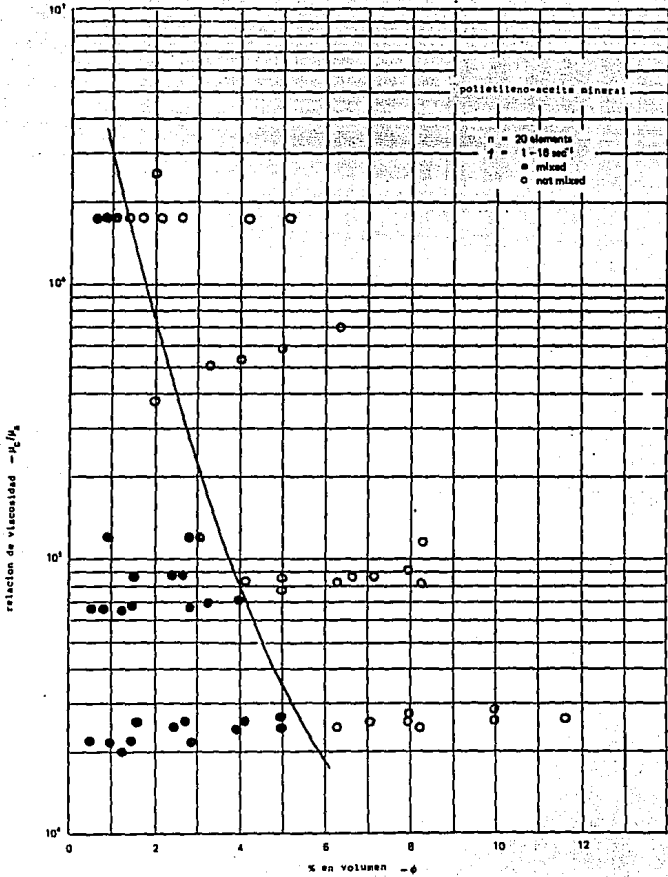 10⁷
polietileno-aceite mineral
n = 20 elements
γ̇ = 1 - 16 sec⁻¹
● mixed
○ not mixed
10⁶
relacion de viscosidad - μc/μa
10⁵
10⁴
0 2 4 6 8 10 12
% en volumen - ϕ